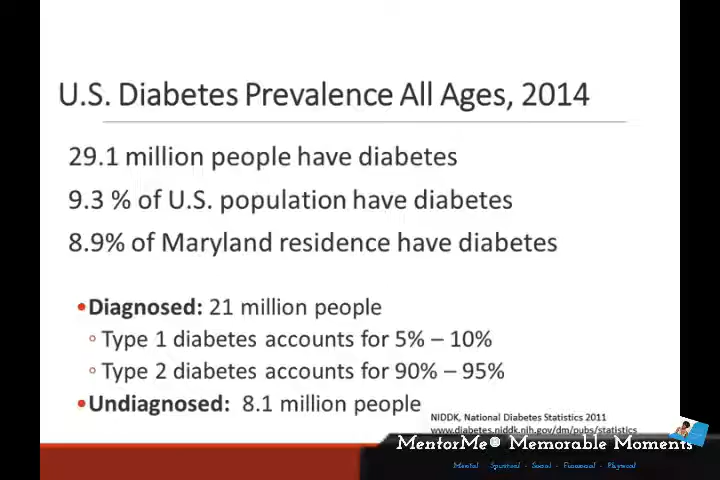 U.S. Diabetes Prevalence All Ages, 2014
29.1 million people have diabetes
9.3 % of U.S. population have diabetes
8.9% of Maryland residence have diabetes
•Diagnosed: 21 million people
◦Type 1 diabetes accounts for 5% – 10%
◦Type 2 diabetes accounts for 90% – 95%
•Undiagnosed: 8.1 million people
NIDDK, National Diabetes Statistics 2011
www.diabetes.niddk.nih.gov/dm/pubs/statistics
MentorMe® Memorable Moments
Mental - Spiritual - Social - Financial - Physical